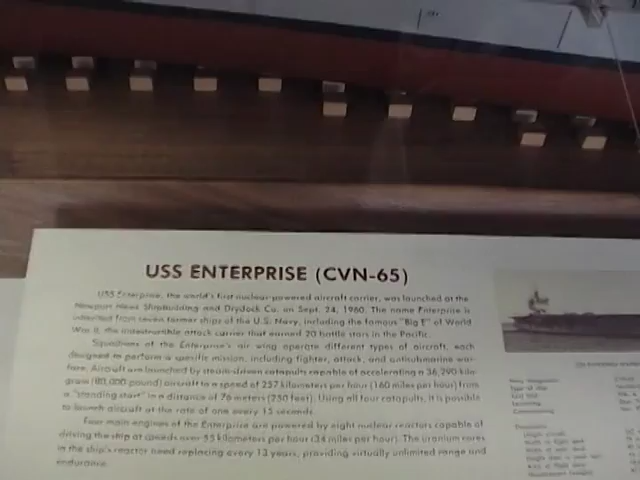 USS ENTERPRISE (CVN-65)
USS Enterprise, the world's first nuclear-powered aircraft carrier, was launched at the
Newport News Shipbuilding and Drydock Co. on Sept. 24, 1960. The name Enterprise is
inherited from seven former ships of the U.S. Navy, including the famous "Big E" of World
War II, the indestructible attack carrier that earned 20 battle stars in the Pacific.
Squadrons of the Enterprise's air wing operate different types of aircraft, each
designed to perform a specific mission, including fighter, attack, and antisubmarine war-
fare. Aircraft are launched by steam-driven catapults capable of accelerating a 36,290 kilo-
gram (80,000 pound) aircraft to a speed of 257 kilometers per hour (160 miles per hour) from
a "standing start" in a distance of 76 meters (250 feet). Using all four catapults, it is possible
to launch aircraft at the rate of one every 15 seconds.
Four main engines of the Enterprise are powered by eight nuclear reactors capable of
driving the ship at speeds over 55 kilometers per hour (34 miles per hour). The uranium cores
in the ship's reactor need replacing every 13 years, providing virtually unlimited range and
endurance.